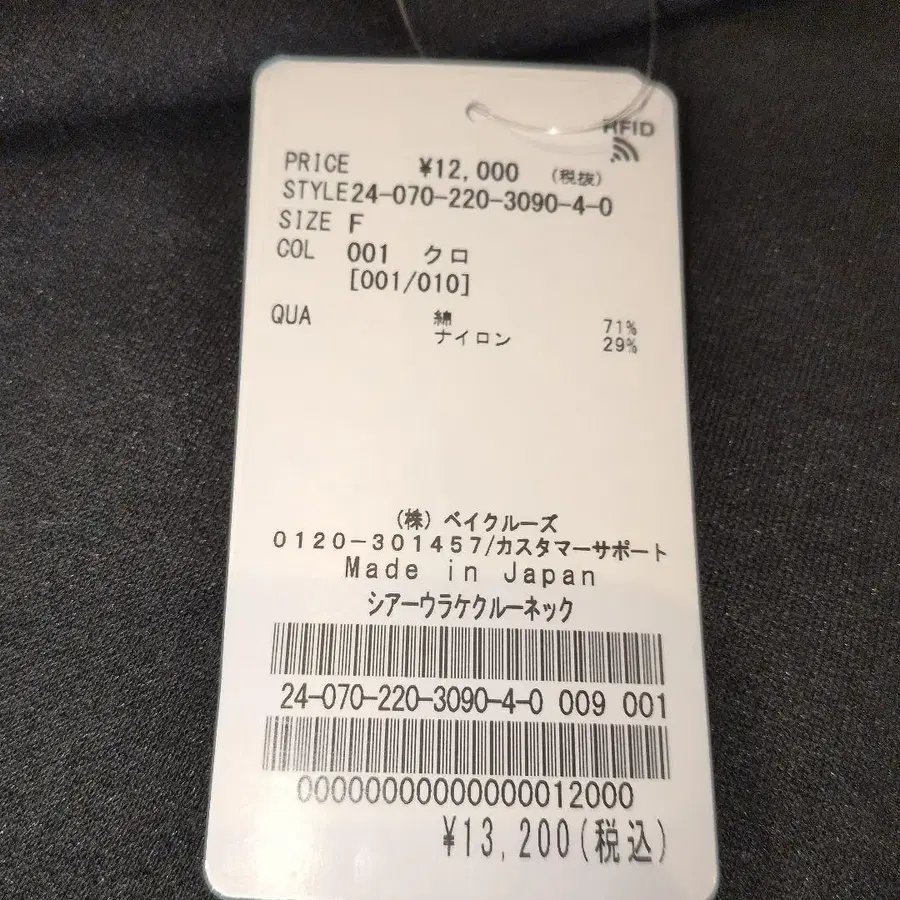 RFID
PRICE ¥12,000 (税抜)
STYLE24-070-220-3090-4-0
SIZE F
COL 001 クロ
[001/010]
QUA 綿 71%
ナイロン 29%
(株) ベイクルーズ
0120-301457/カスタマーサポート
Made in Japan
シアーウラケクルーネック
24-070-220-3090-4-0 009 001
00000000000000012000
¥13,200(税込)